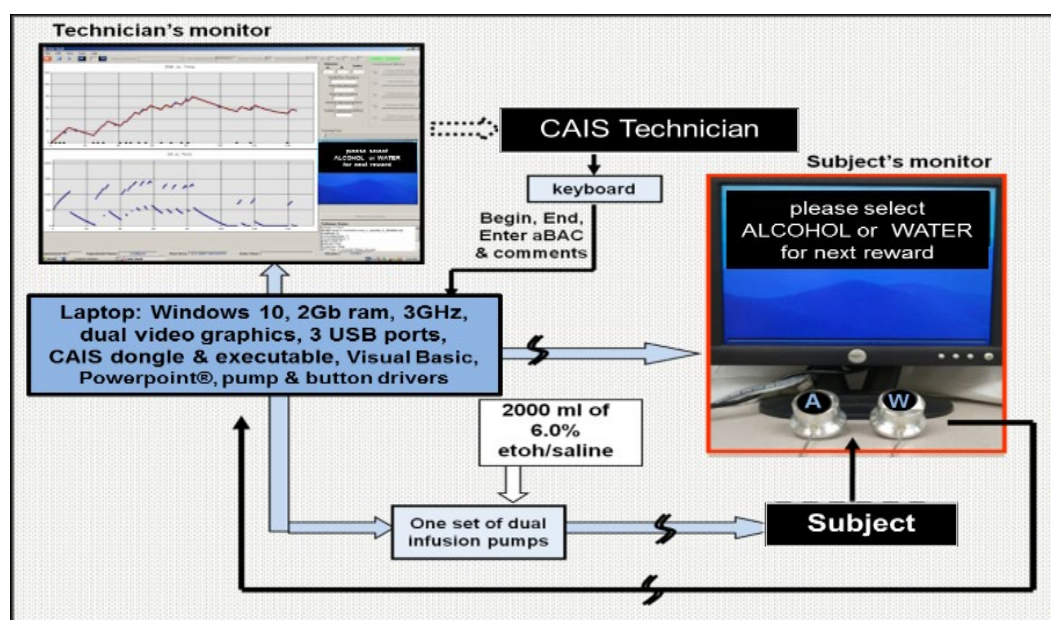 Technician's monitor
please select
ALCOHOL or WATER
for next reward
CAIS Technician
keyboard
Begin, End,
Enter aBAC
& comments
Subject's monitor
please select
ALCOHOL or WATER
for next reward
A
W
Laptop: Windows 10, 2Gb ram, 3GHz,
dual video graphics, 3 USB ports,
CAIS dongle & executable, Visual Basic,
Powerpoint®, pump & button drivers
2000 ml of
6.0%
etoh/saline
One set of dual
infusion pumps
Subject